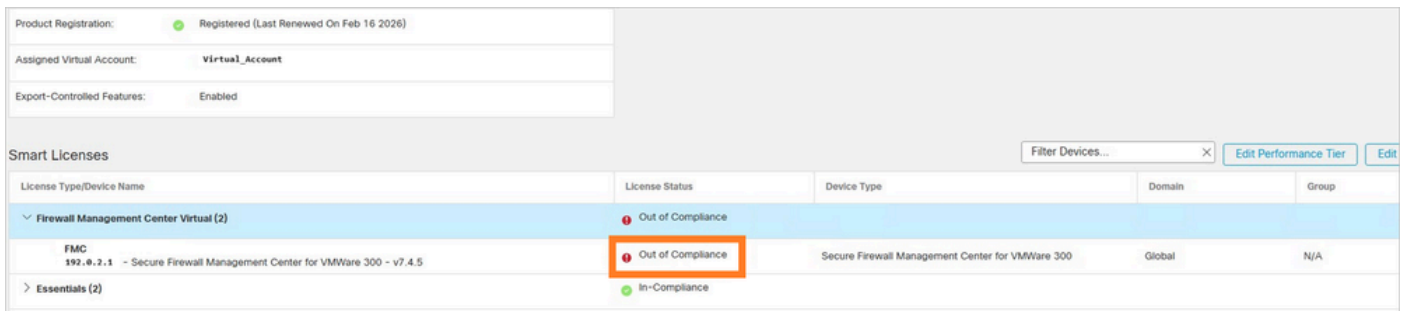 Product Registration: Registered (Last Renewed On Feb 16 2026)
Assigned Virtual Account: Virtual_Account
Export-Controlled Features: Enabled
Smart Licenses Filter Devices... Edit Performance Tier Edit
License Type/Device Name License Status Device Type Domain Group
Firewall Management Center Virtual (2) Out of Compliance
FMC
192.0.2.1 - Secure Firewall Management Center for VMWare 300 - v7.4.5 Out of Compliance Secure Firewall Management Center for VMWare 300 Global N/A
Essentials (2) In-Compliance